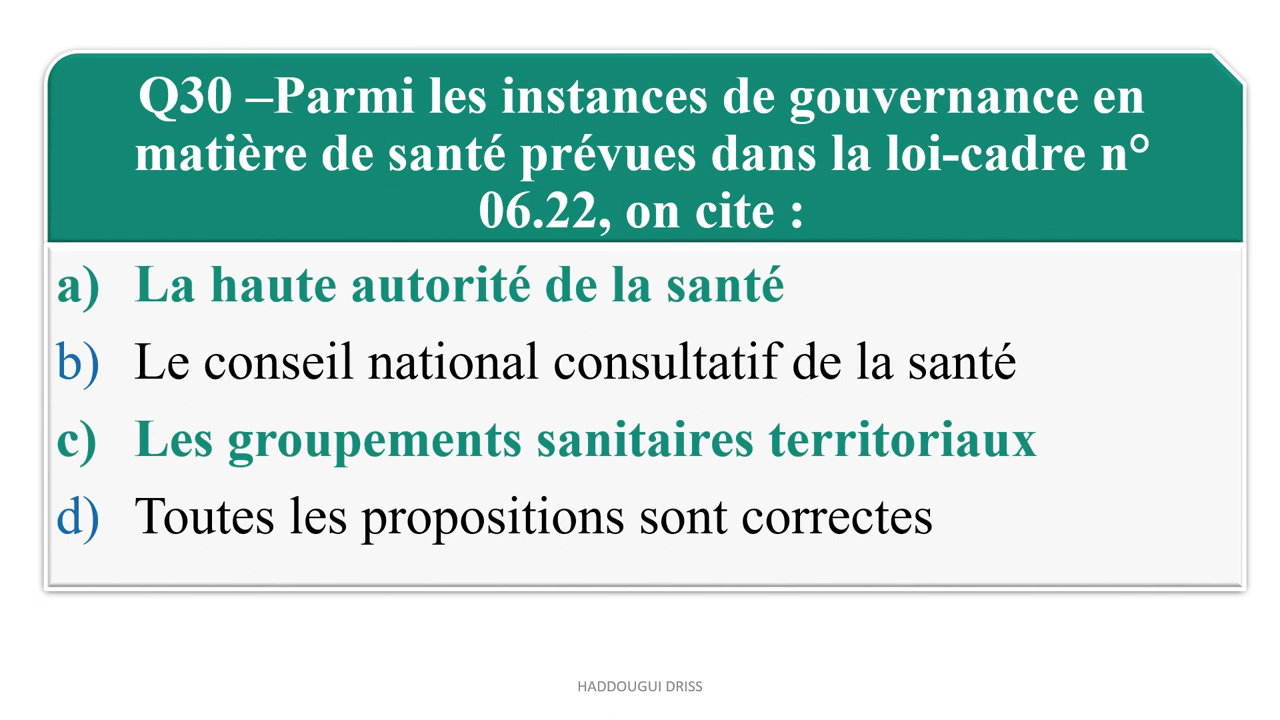 Q30 –Parmi les instances de gouvernance en
matière de santé prévues dans la loi-cadre n°
06.22, on cite :
a) La haute autorité de la santé
b) Le conseil national consultatif de la santé
c) Les groupements sanitaires territoriaux
d) Toutes les propositions sont correctes
HADDOUGUI DRISS